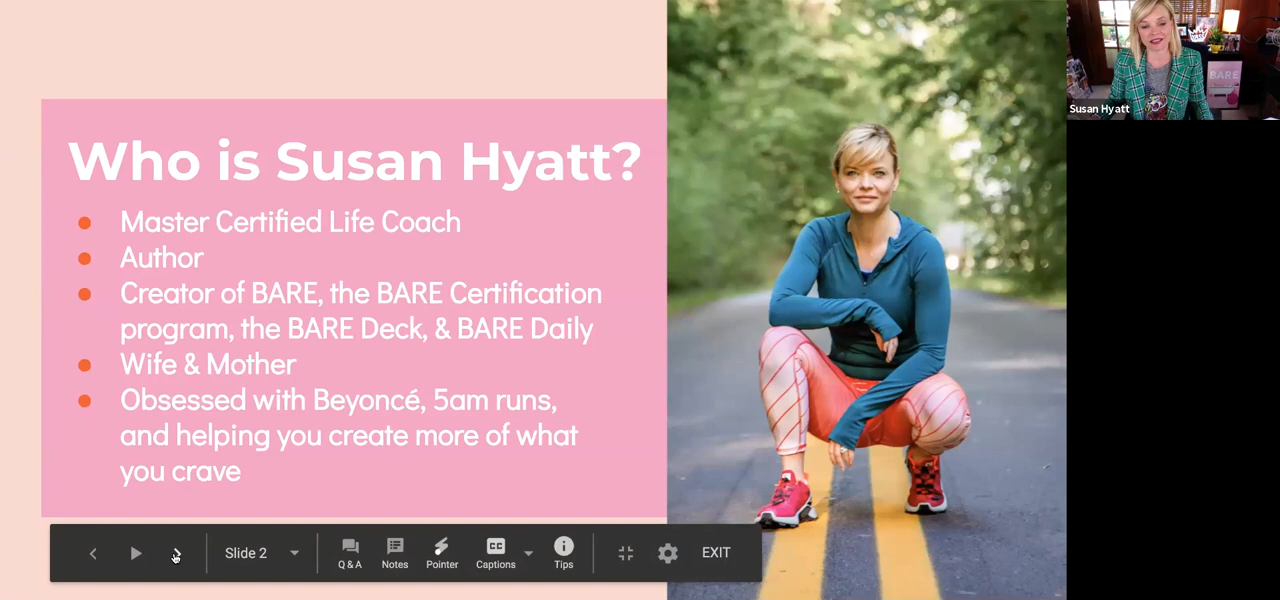 Who is Susan Hyatt?
Master Certified Life Coach
Author
Creator of BARE, the BARE Certification
program, the BARE Deck, & BARE Daily
Wife & Mother
Obsessed with Beyoncé, 5am runs,
and helping you create more of what
you crave
Susan Hyatt
BARE
Slide 2
Q & A
Notes
Pointer
CC
Captions
Tips
EXIT